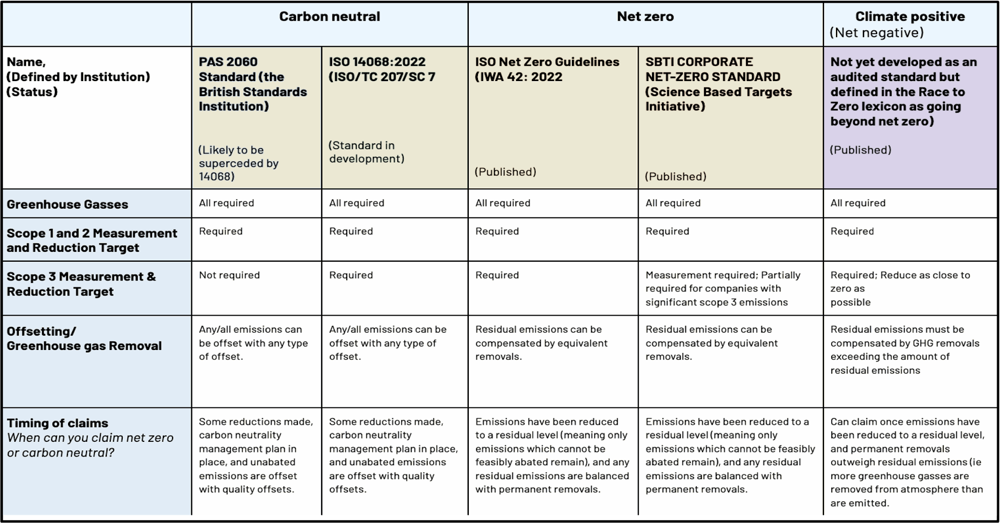 Carbon neutral
Net zero
Climate positive
(Net negative)
Name,
(Defined by Institution)
(Status)
PAS 2060
Standard (the
British Standards
Institution)
(Likely to be
superceded by
14068)
ISO 14068:2022
(ISO/TC 207/SC 7
(Standard in
development)
ISO Net Zero Guidelines
(IWA 42: 2022
(Published)
SBTI CORPORATE
NET-ZERO STANDARD
(Science Based Targets
Initiative)
(Published)
Not yet developed as an
audited standard but
defined in the Race to
Zero lexicon as going
beyond net zero)
(Published)
Greenhouse Gasses
All required
All required
All required
All required
All required
Scope 1 and 2 Measurement
and Reduction Target
Required
Required
Required
Required
Required
Scope 3 Measurement &
Reduction Target
Not required
Required
Required
Measurement required; Partially
required for companies with
significant scope 3 emissions
Required; Reduce as close to
zero as
possible
Offsetting/
Greenhouse gas Removal
Any/all emissions can
be offset with any type
of offset.
Any/all emissions can be
offset with any type of
offset.
Residual emissions can be
compensated by equivalent
removals.
Residual emissions can be
compensated by equivalent
removals.
Residual emissions must be
compensated by GHG removals
exceeding the amount of
residual emissions
Timing of claims
When can you claim net zero
or carbon neutral?
Some reductions made,
carbon neutrality
management plan in
place, and unabated
emissions are offset
with quality offsets.
Some reductions made,
carbon neutrality
management plan in place,
and unabated emissions
are offset with quality
offsets.
Emissions have been reduced
to a residual level (meaning only
emissions which cannot be
feasibly abated remain), and any
residual emissions are balanced
with permanent removals.
Emissions have been reduced to a
residual level (meaning only
emissions which cannot be feasibly
abated remain), and any residual
emissions are balanced with
permanent removals.
Can claim once emissions have
been reduced to a residual level,
and permanent removals
outweigh residual emissions (ie
more greenhouse gasses are
removed from atmosphere than
are emitted.